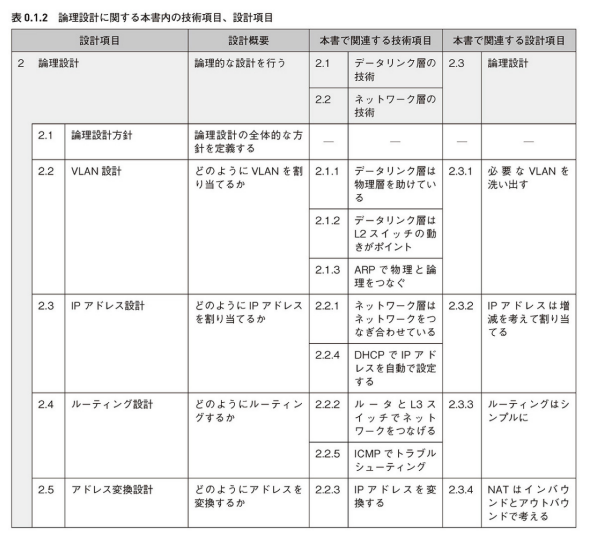 表 0.1.2 論理設計に関する本書内の技術項目、設計項目
設計項目 設計概要 本書で関連する技術項目 本書で関連する設計項目
2 論理設計 論理的な設計を行う 2.1 データリンク層の 2.3 論理設計
技術
2.2 ネットワーク層の
技術
2.1 論理設計方針 論理設計の全体的な方 — — — —
針を定義する
2.2 VLAN 設計 どのように VLAN を割 2.1.1 データリンク層は 2.3.1 必要な VLAN を
り当てるか 物理層を助けてい 洗い出す
る
2.1.2 データリンク層は
L2 スイッチの動
きがポイント
2.1.3 ARP で物理と論
理をつなぐ
2.3 IP アドレス設計 どのように IP アドレス 2.2.1 ネットワーク層は 2.3.2 IP アドレスは増
を割り当てるか ネットワークをつ 減を考えて割り当
なぎ合わせている てる
2.2.4 DHCP で IP アド
レスを自動で設定
する
2.4 ルーティング設計 どのようにルーティン 2.2.2 ルータと L3 ス 2.3.3 ルーティングはシ
グするか イッチでネット ンプルに
ワークをつなげる
2.2.5 ICMP でトラブル
シューティング
2.5 アドレス変換設計 どのようにアドレスを 2.2.3 IP アドレスを変 2.3.4 NAT はインバウ
変換するか 換する ンドとアウトバウ
ンドで考える